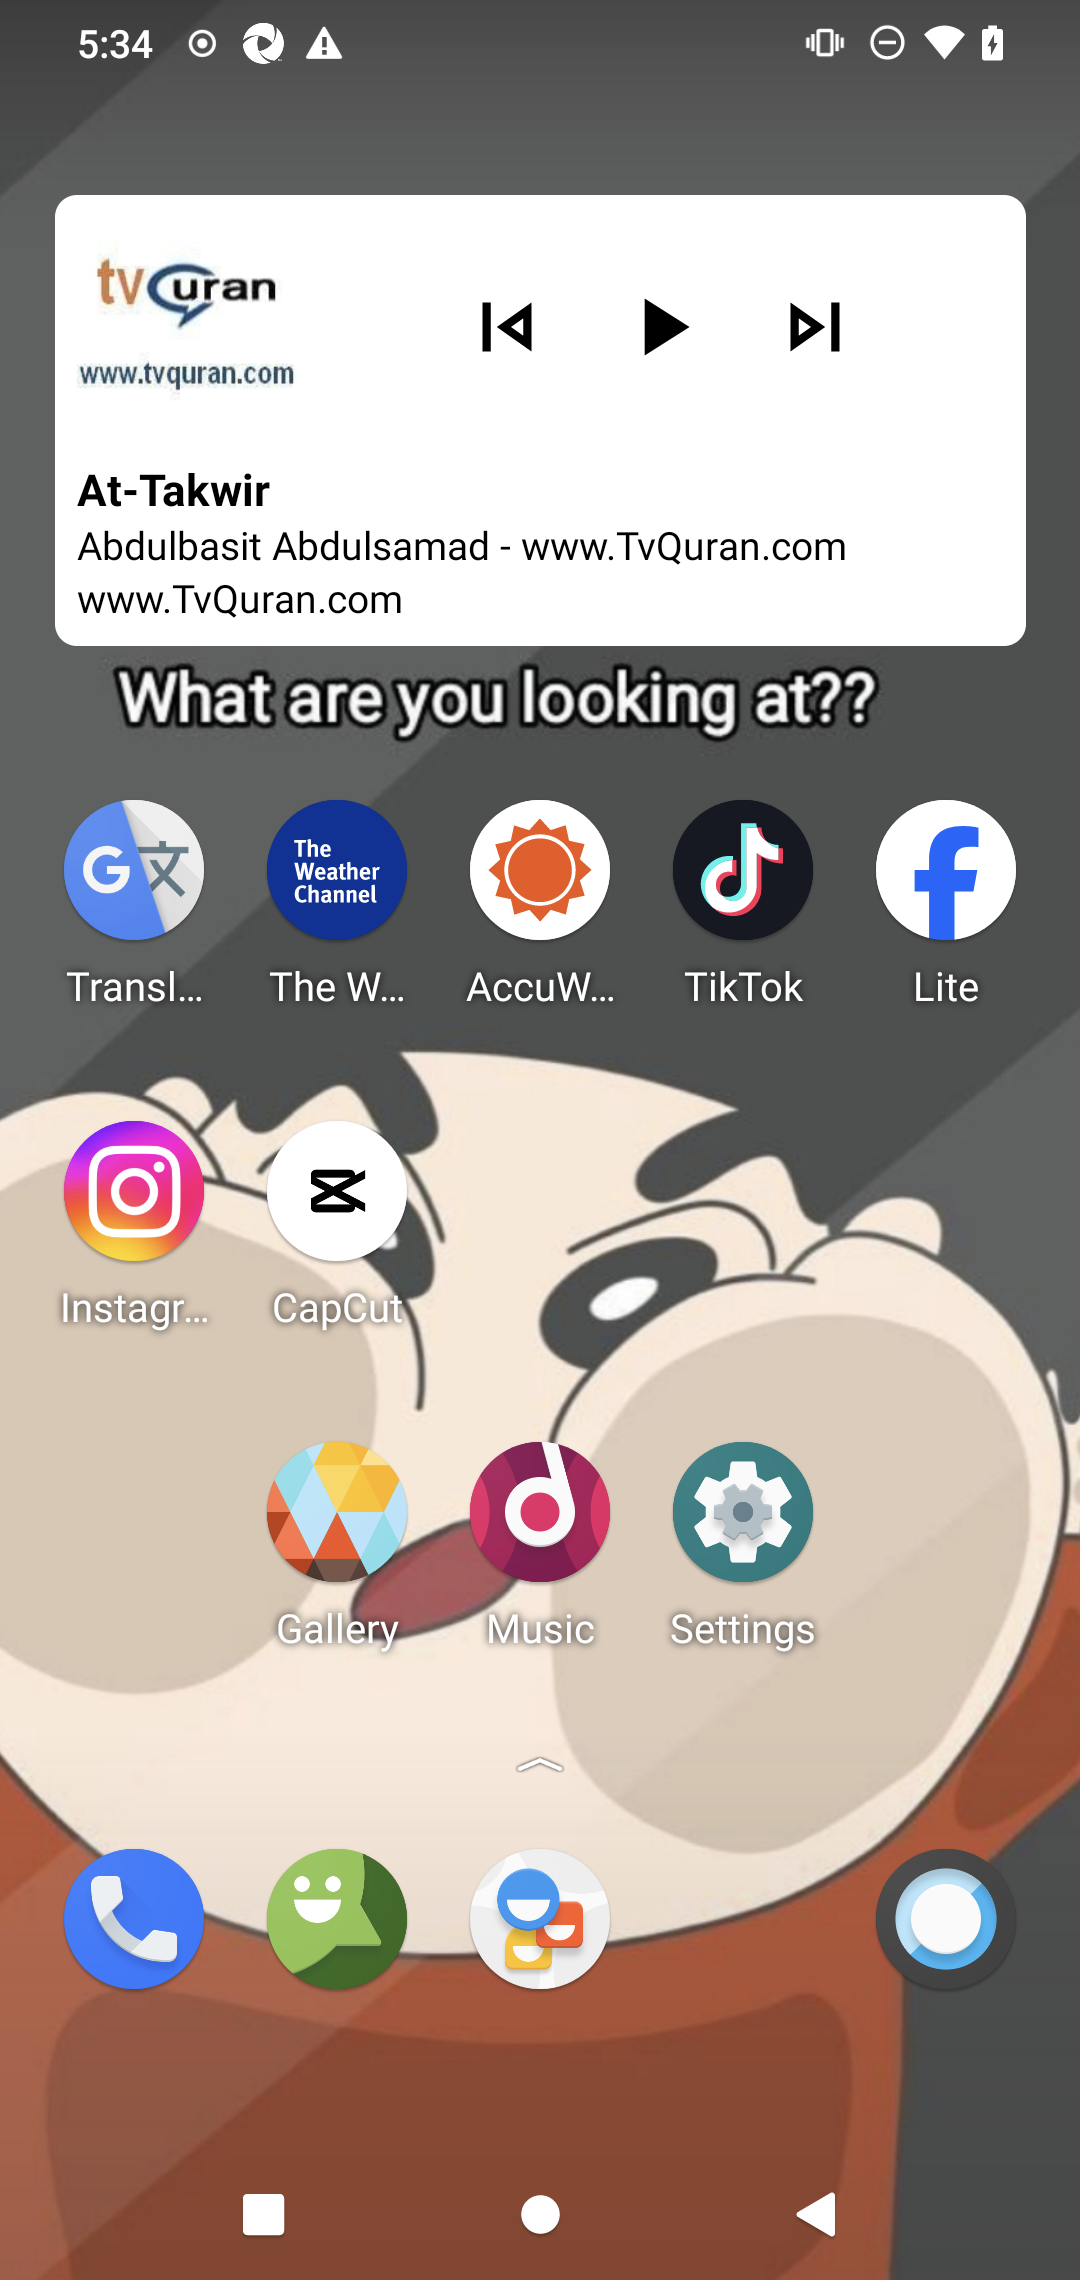 5:34
tvQuran
www.tvquran.com
At-Takwir
Abdulbasit Abdulsamad - www.TvQuran.com
www.TvQuran.com
What are you looking at??
The
Weather
Channel
Transl...
The W...
AccuW...
TikTok
Lite
Instagr...
CapCut
Gallery
Music
Settings